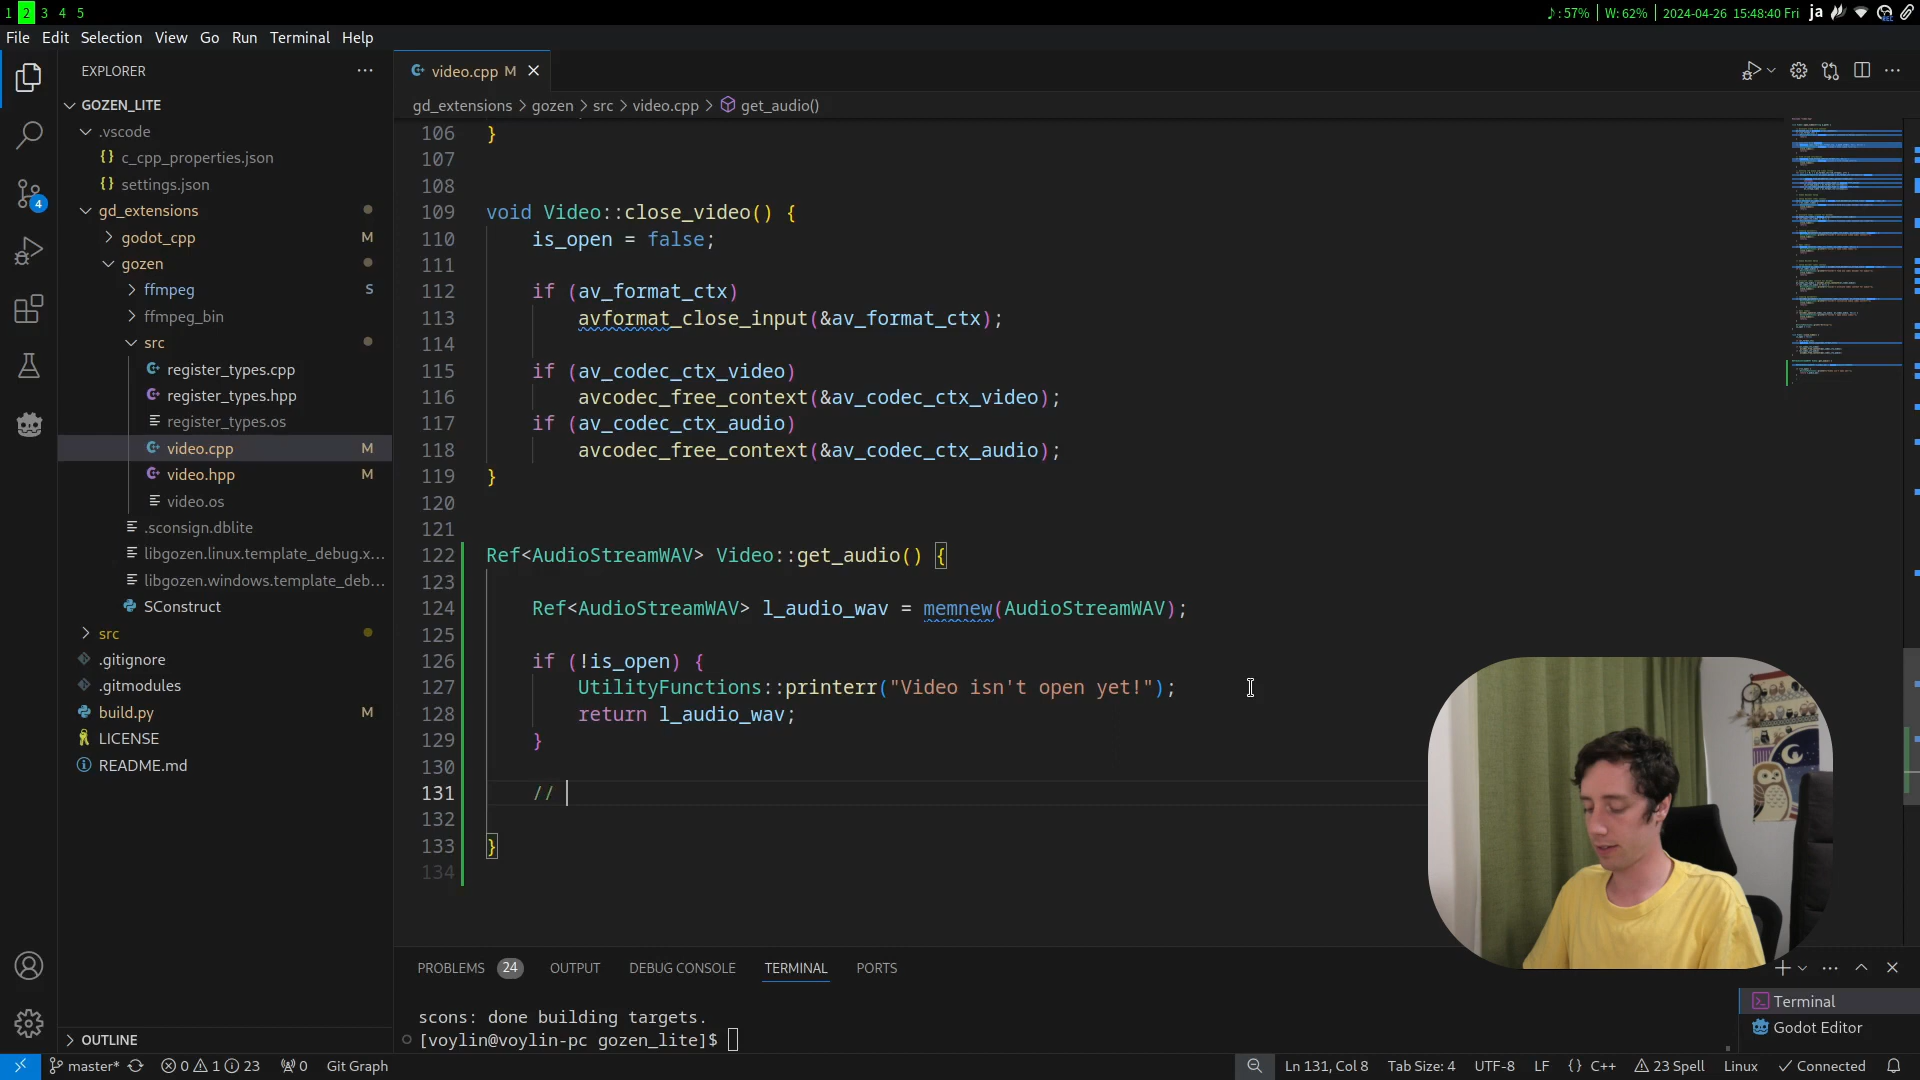 1 2 3 4 5
♪: 57% | W: 62% | 2024-04-26 15:48:40 Fri ja
File Edit Selection View Go Run Terminal Help
EXPLORER
GOZEN_LITE
.vscode
{} c_cpp_properties.json
{} settings.json
gd_extensions
godot_cpp M
gozen
ffmpeg S
ffmpeg_bin
src
register_types.cpp
register_types.hpp
register_types.os
video.cpp M
video.hpp M
video.os
.sconsign.dblite
libgozen.linux.template_debug.x...
libgozen.windows.template_deb...
SConstruct
src
.gitignore
.gitmodules
build.py M
LICENSE
README.md
OUTLINE
4
video.cpp M
gd_extensions > gozen > src > video.cpp > get_audio()
106 }
107
108
109 void Video::close_video() {
110 is_open = false;
111
112 if (av_format_ctx)
113 avformat_close_input(&av_format_ctx);
114
115 if (av_codec_ctx_video)
116 avcodec_free_context(&av_codec_ctx_video);
117 if (av_codec_ctx_audio)
118 avcodec_free_context(&av_codec_ctx_audio);
119 }
120
121
122 Ref<AudioStreamWAV> Video::get_audio() {
123
124 Ref<AudioStreamWAV> l_audio_wav = memnew(AudioStreamWAV);
125
126 if (!is_open) {
127 UtilityFunctions::printerr("Video isn't open yet!");
128 return l_audio_wav;
129 }
130
131 //
132
133 }
134
PROBLEMS 24 OUTPUT DEBUG CONSOLE TERMINAL PORTS
scons: done building targets.
[voylin@voylin-pc gozen_lite]$
Terminal
Godot Editor
master* 0 1 23 0 Git Graph
Ln 131, Col 8 Tab Size: 4 UTF-8 LF {} C++ 23 Spell Linux Connected